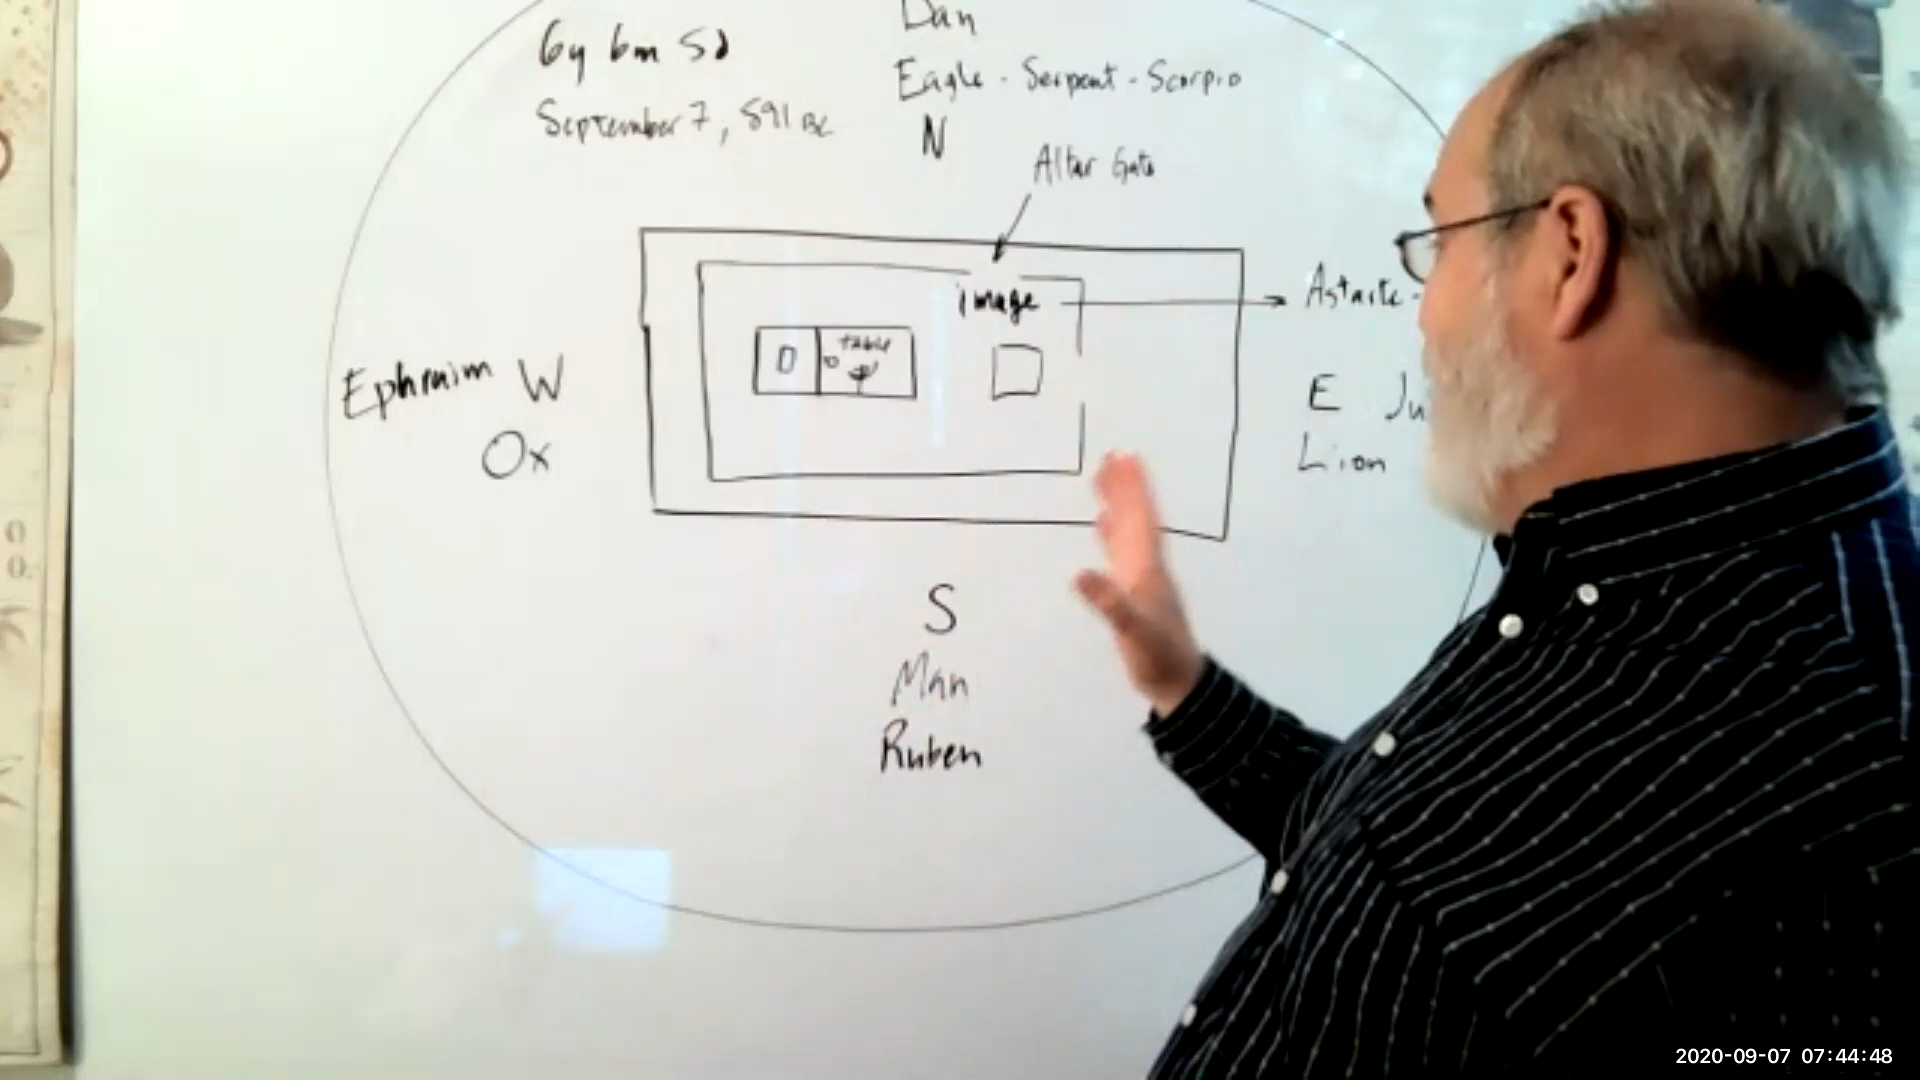 Dan
6y 6m 5d
Eagle - Serpent - Scorpio
September 7, 591 BC
N
Altar Gate
image
Astarte -
table
Ephraim W
E Ju
Ox
Lion
S
Man
Ruben
2020-09-07 07:44:48